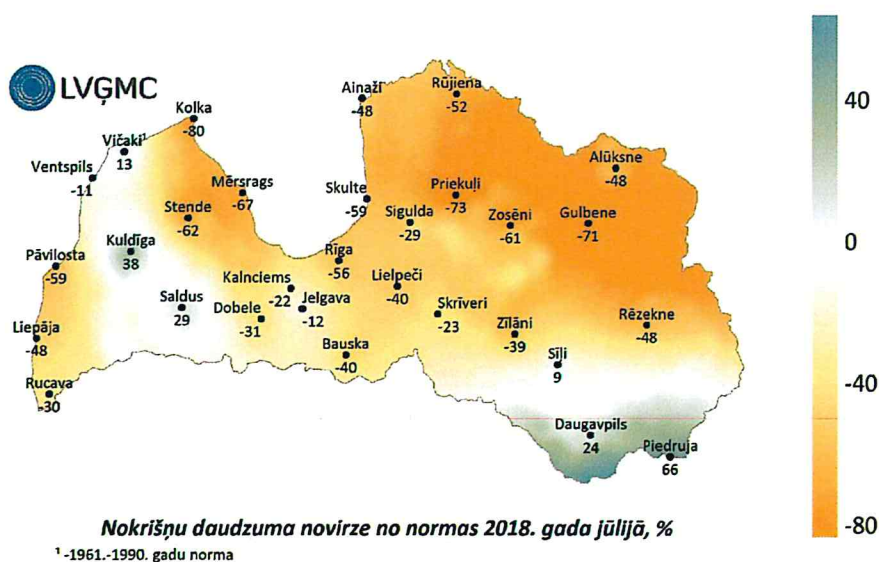 LVĢMC
Kolka
-80
Vičaki¹
13
Ventspils
-11
Ainaži
-48
Rūjiena
-52
Alūksne
-48
Mērsrags
-67
Stende
-62
Skulte
-59
Priekuļi
-73
Sigulda
-29
Zosēni
-61
Gulbene
-71
Kuldīga
38
Pāvilosta
-59
Rīga
-56
Kalnciems
-22
Lielpeči
-40
Saldus
29
Dobele
-31
Jelgava
-12
Skrīveri
-23
Liepāja
-48
Zīlāni
-39
Rēzekne
-48
Bauska
-40
Sīļi
9
Rucava
-30
Daugavpils
24
Piedruja
66
40
0
-40
-80
Nokrišņu daudzuma novirze no normas 2018. gada jūlijā, %
¹ -1961.-1990. gadu norma